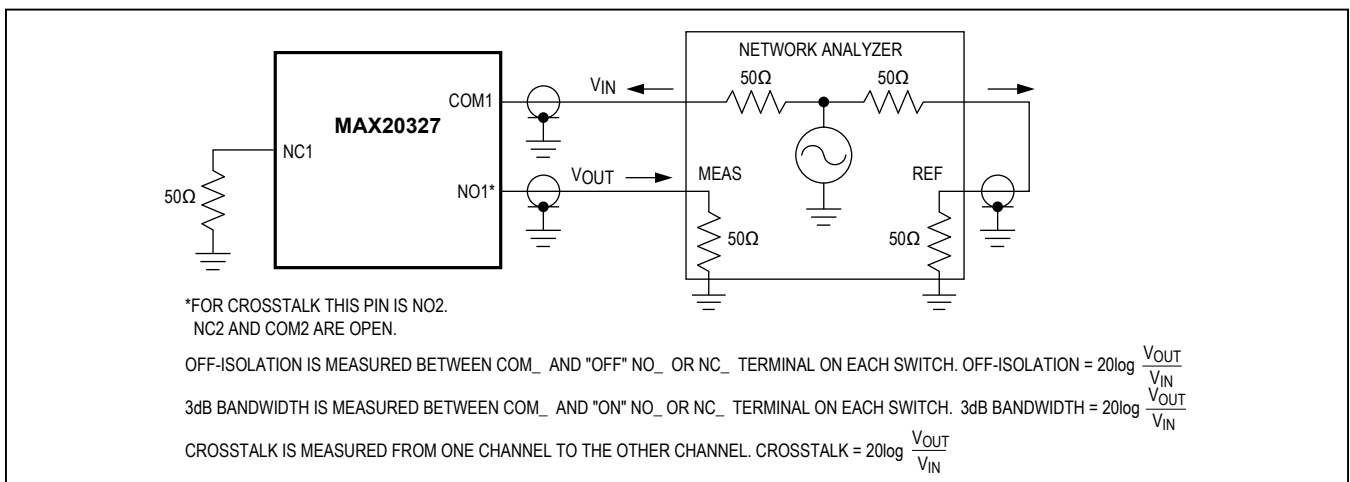 NETWORK ANALYZER
50Ω
50Ω
VIN
COM1
MAX20327
NC1
50Ω
NO1*
VOUT
MEAS
REF
50Ω
50Ω
*FOR CROSSTALK THIS PIN IS NO2.
NC2 AND COM2 ARE OPEN.
OFF-ISOLATION IS MEASURED BETWEEN COM_ AND "OFF" NO_ OR NC_ TERMINAL ON EACH SWITCH. OFF-ISOLATION = 20log VOUT/VIN
3dB BANDWIDTH IS MEASURED BETWEEN COM_ AND "ON" NO_ OR NC_ TERMINAL ON EACH SWITCH. 3dB BANDWIDTH = 20log VOUT/VIN
CROSSTALK IS MEASURED FROM ONE CHANNEL TO THE OTHER CHANNEL. CROSSTALK = 20log VOUT/VIN